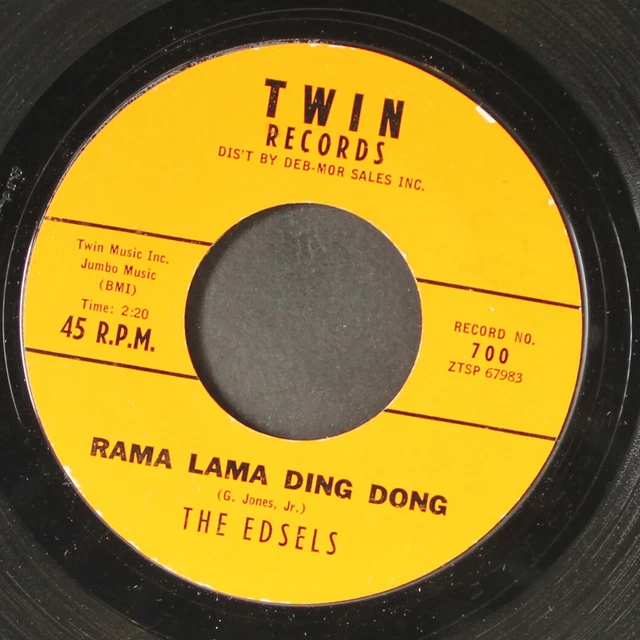 TWIN
RECORDS
DIS'T BY DEB-MOR SALES INC.
Twin Music Inc.
Jumbo Music
(BMI)
Time: 2:20
45 R.P.M.
RECORD NO.
700
ZTSP 67983
RAMA LAMA DING DONG
(G. Jones, Jr.)
THE EDSELS